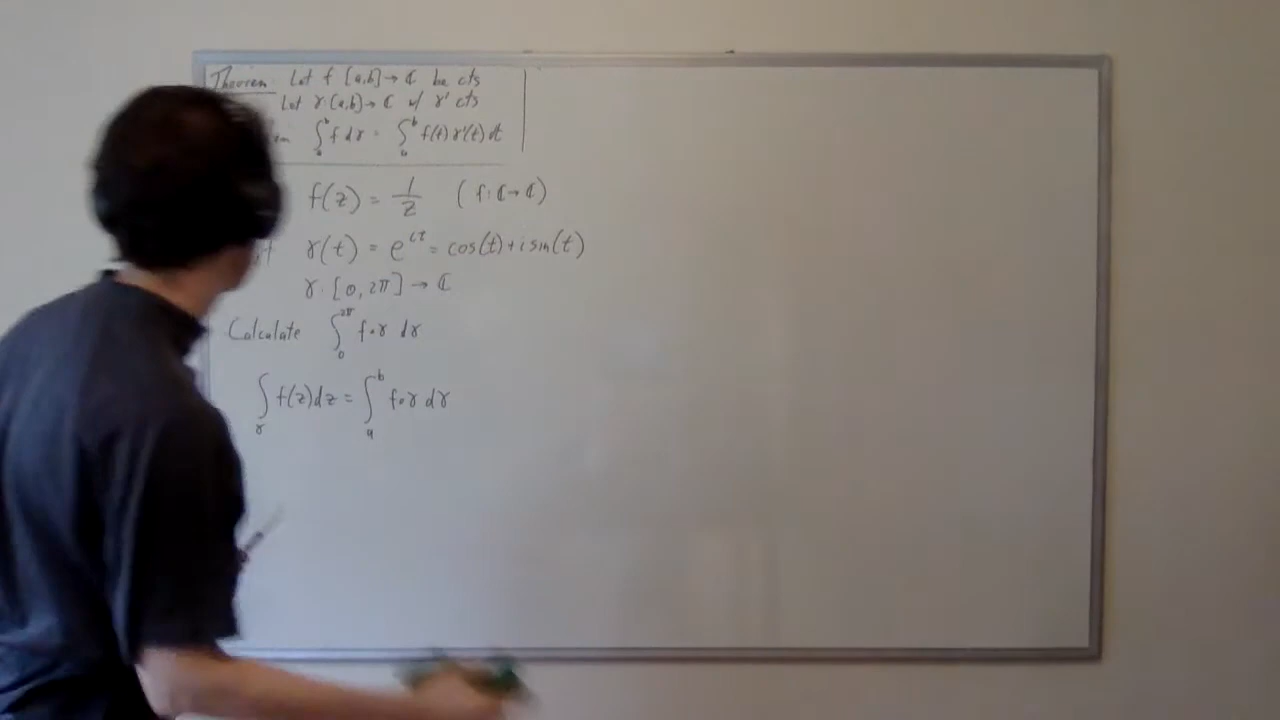 Theorem Let f [a,b]→ℂ be cts
Let γ:(a,b)→ℂ w/ γ' cts
∫ₐᵇ f dγ = ∫ₐᵇ f(t)γ'(t)dt
f(z) = 1/z (f:ℂ→ℂ)
γ(t) = e^{it} = cos(t)+isin(t)
γ: [0,2π] → ℂ
Calculate ∫₀^{2π} f∘γ dγ
∫_γ f(z)dz = ∫ₐᵇ f∘γ dγ